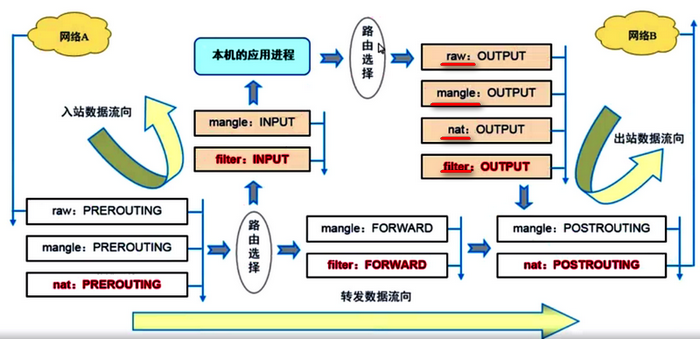 网络A
本机的应用进程
路由选择
raw：OUTPUT
mangle：OUTPUT
nat：OUTPUT
filter：OUTPUT
网络B
入站数据流向
mangle：INPUT
filter：INPUT
出站数据流向
raw：PREROUTING
mangle：PREROUTING
nat：PREROUTING
路由选择
mangle：FORWARD
filter：FORWARD
mangle：POSTROUTING
nat：POSTROUTING
转发数据流向